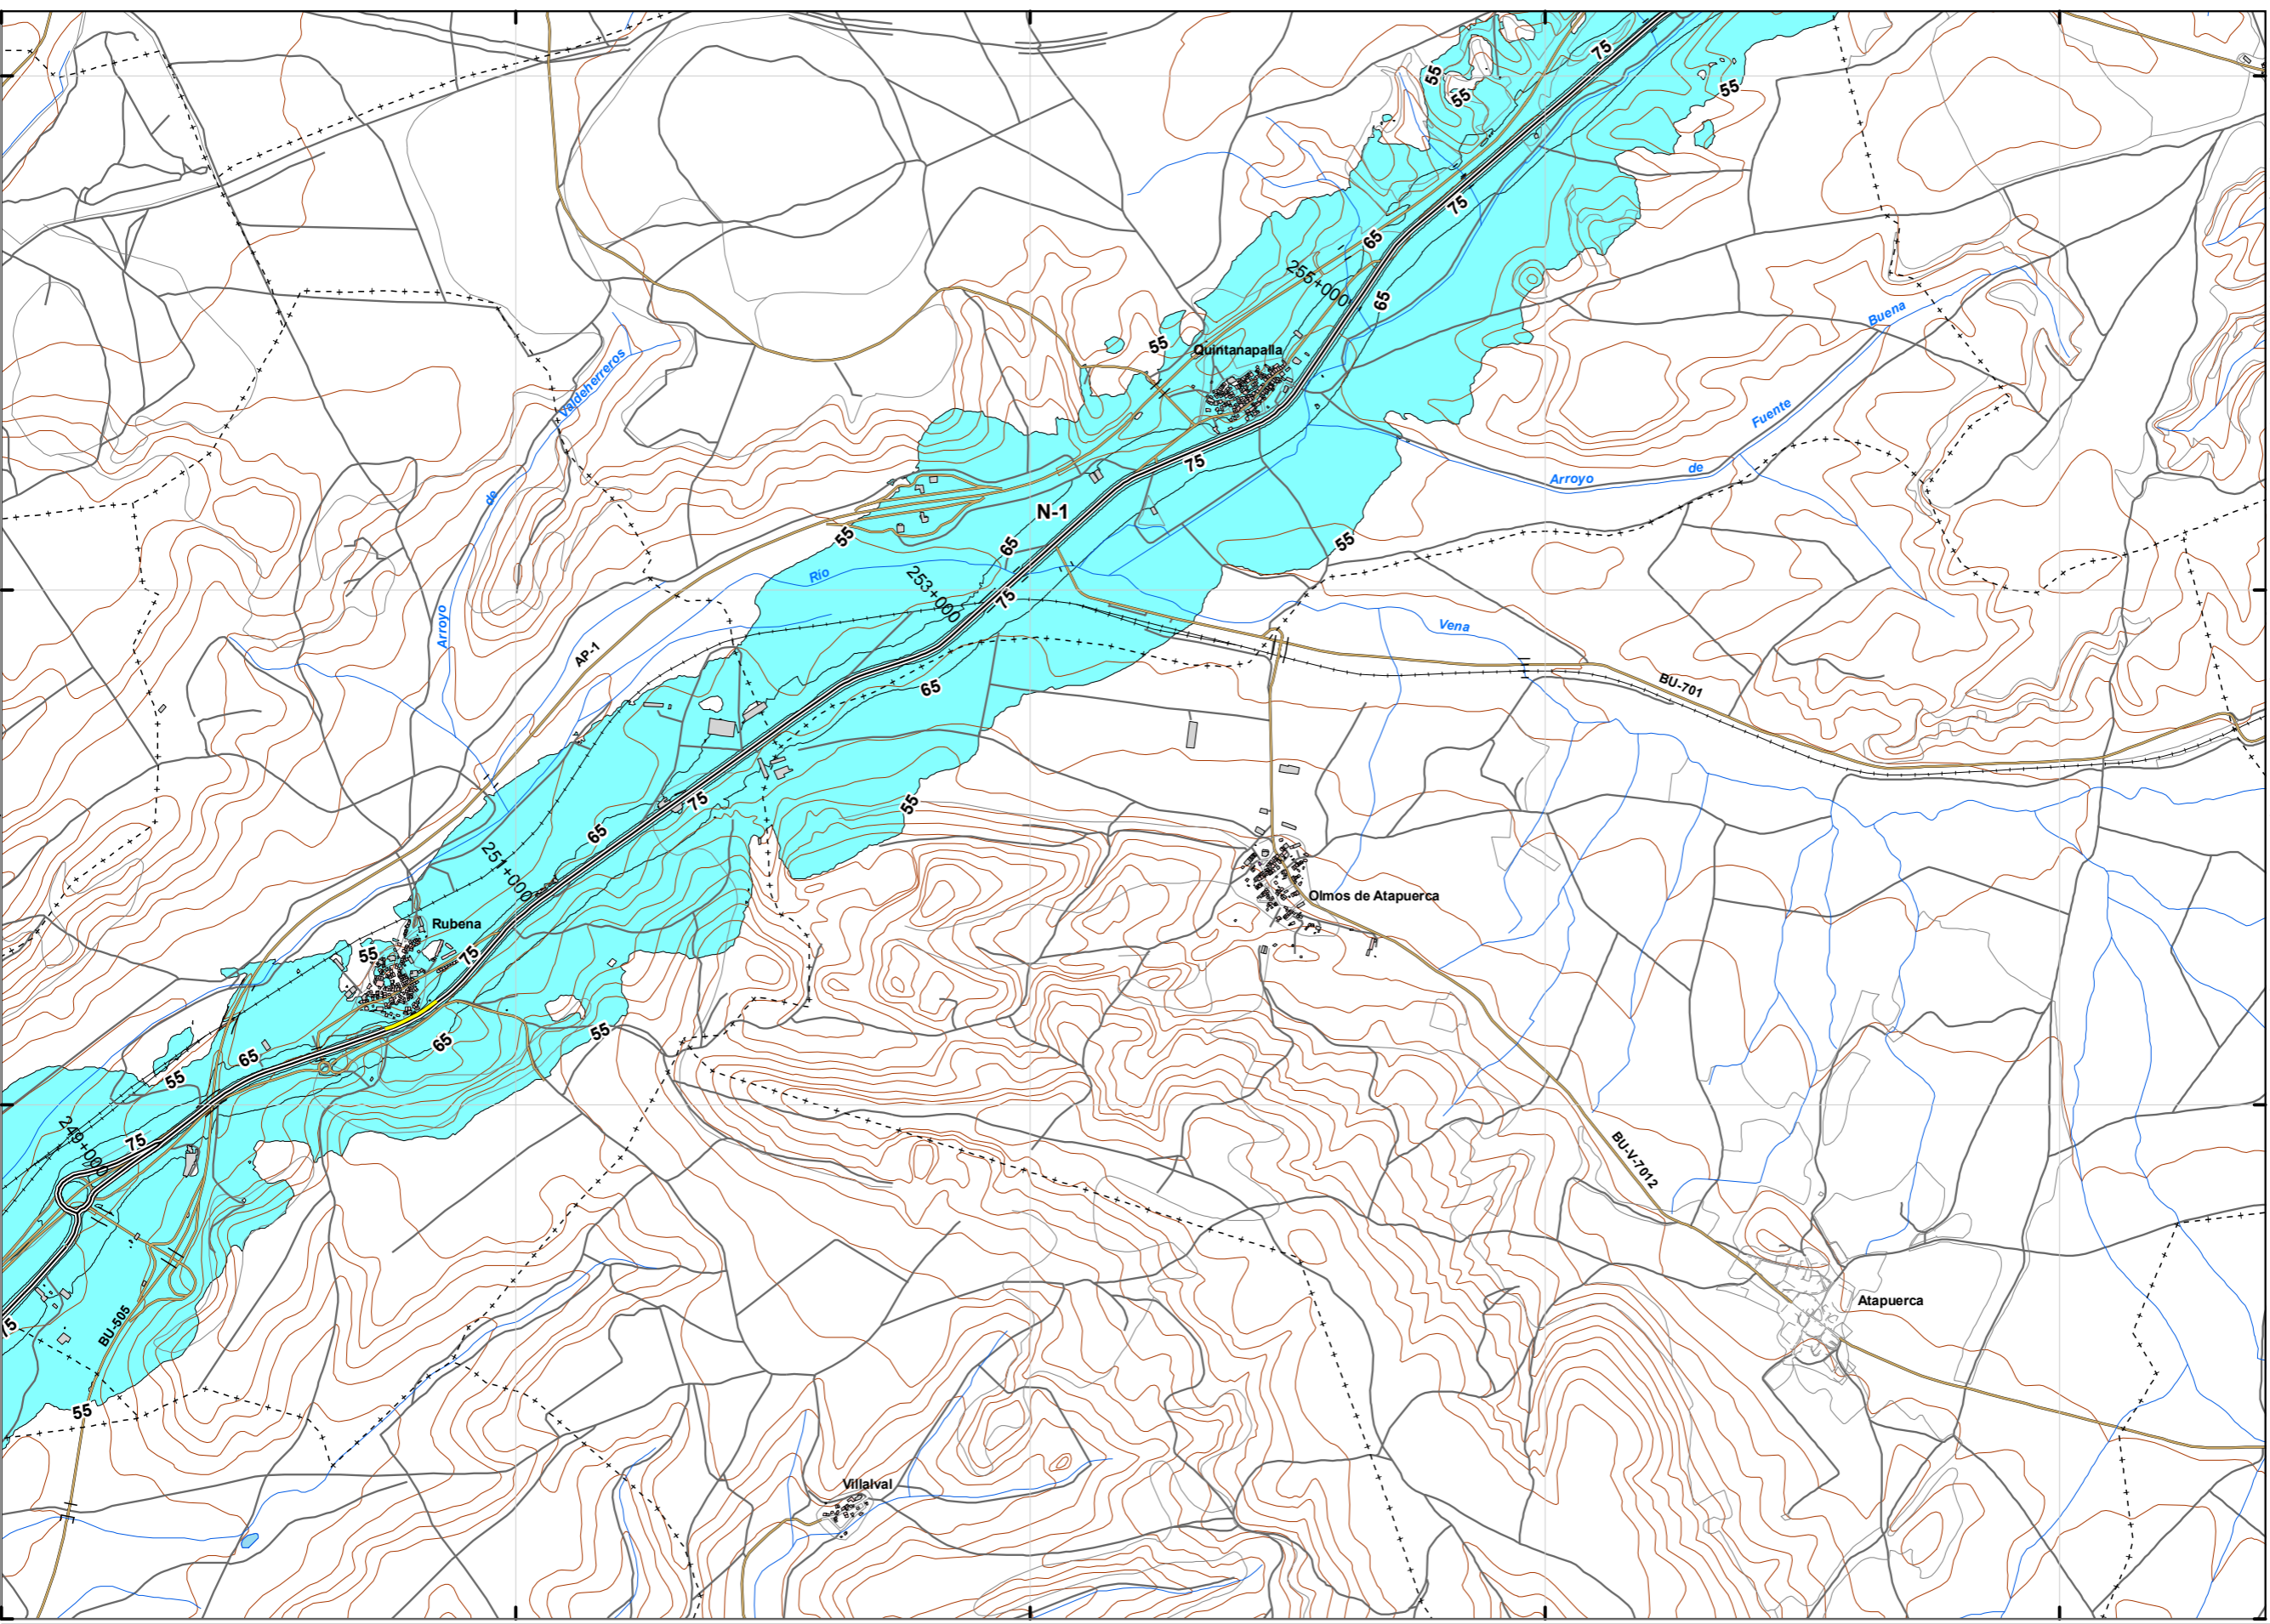 75
55
55
55
75
65
255+000
65
Buena
55
Quintanapalla
Valdeherreros
Fuente
75
de
Arroyo
de
N-1
55
65
55
Rio
253+000
75
Arroyo
Vena
AP-1
65
BU-701
75
55
65
251+000
Olmos de Atapuerca
Rubena
75
55
55
65
65
55
249+000
75
BU-V-7012
Atapuerca
BU-505
75
55
Villalval